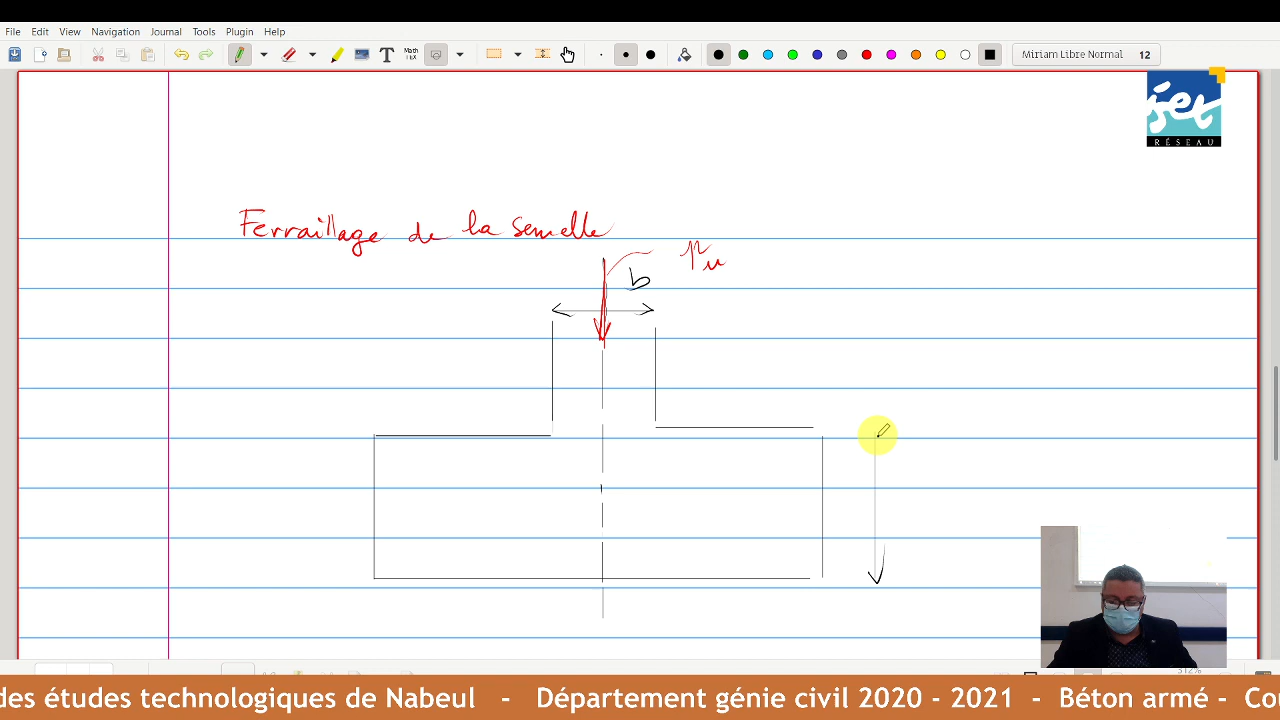 File Edit View Navigation Journal Tools Plugin Help
Miriam Libre Normal 12
iset
RÉSEAU
Ferraillage de la semelle
Pu
b
des études technologiques de Nabeul - Département génie civil 2020 - 2021 - Béton armé - Co